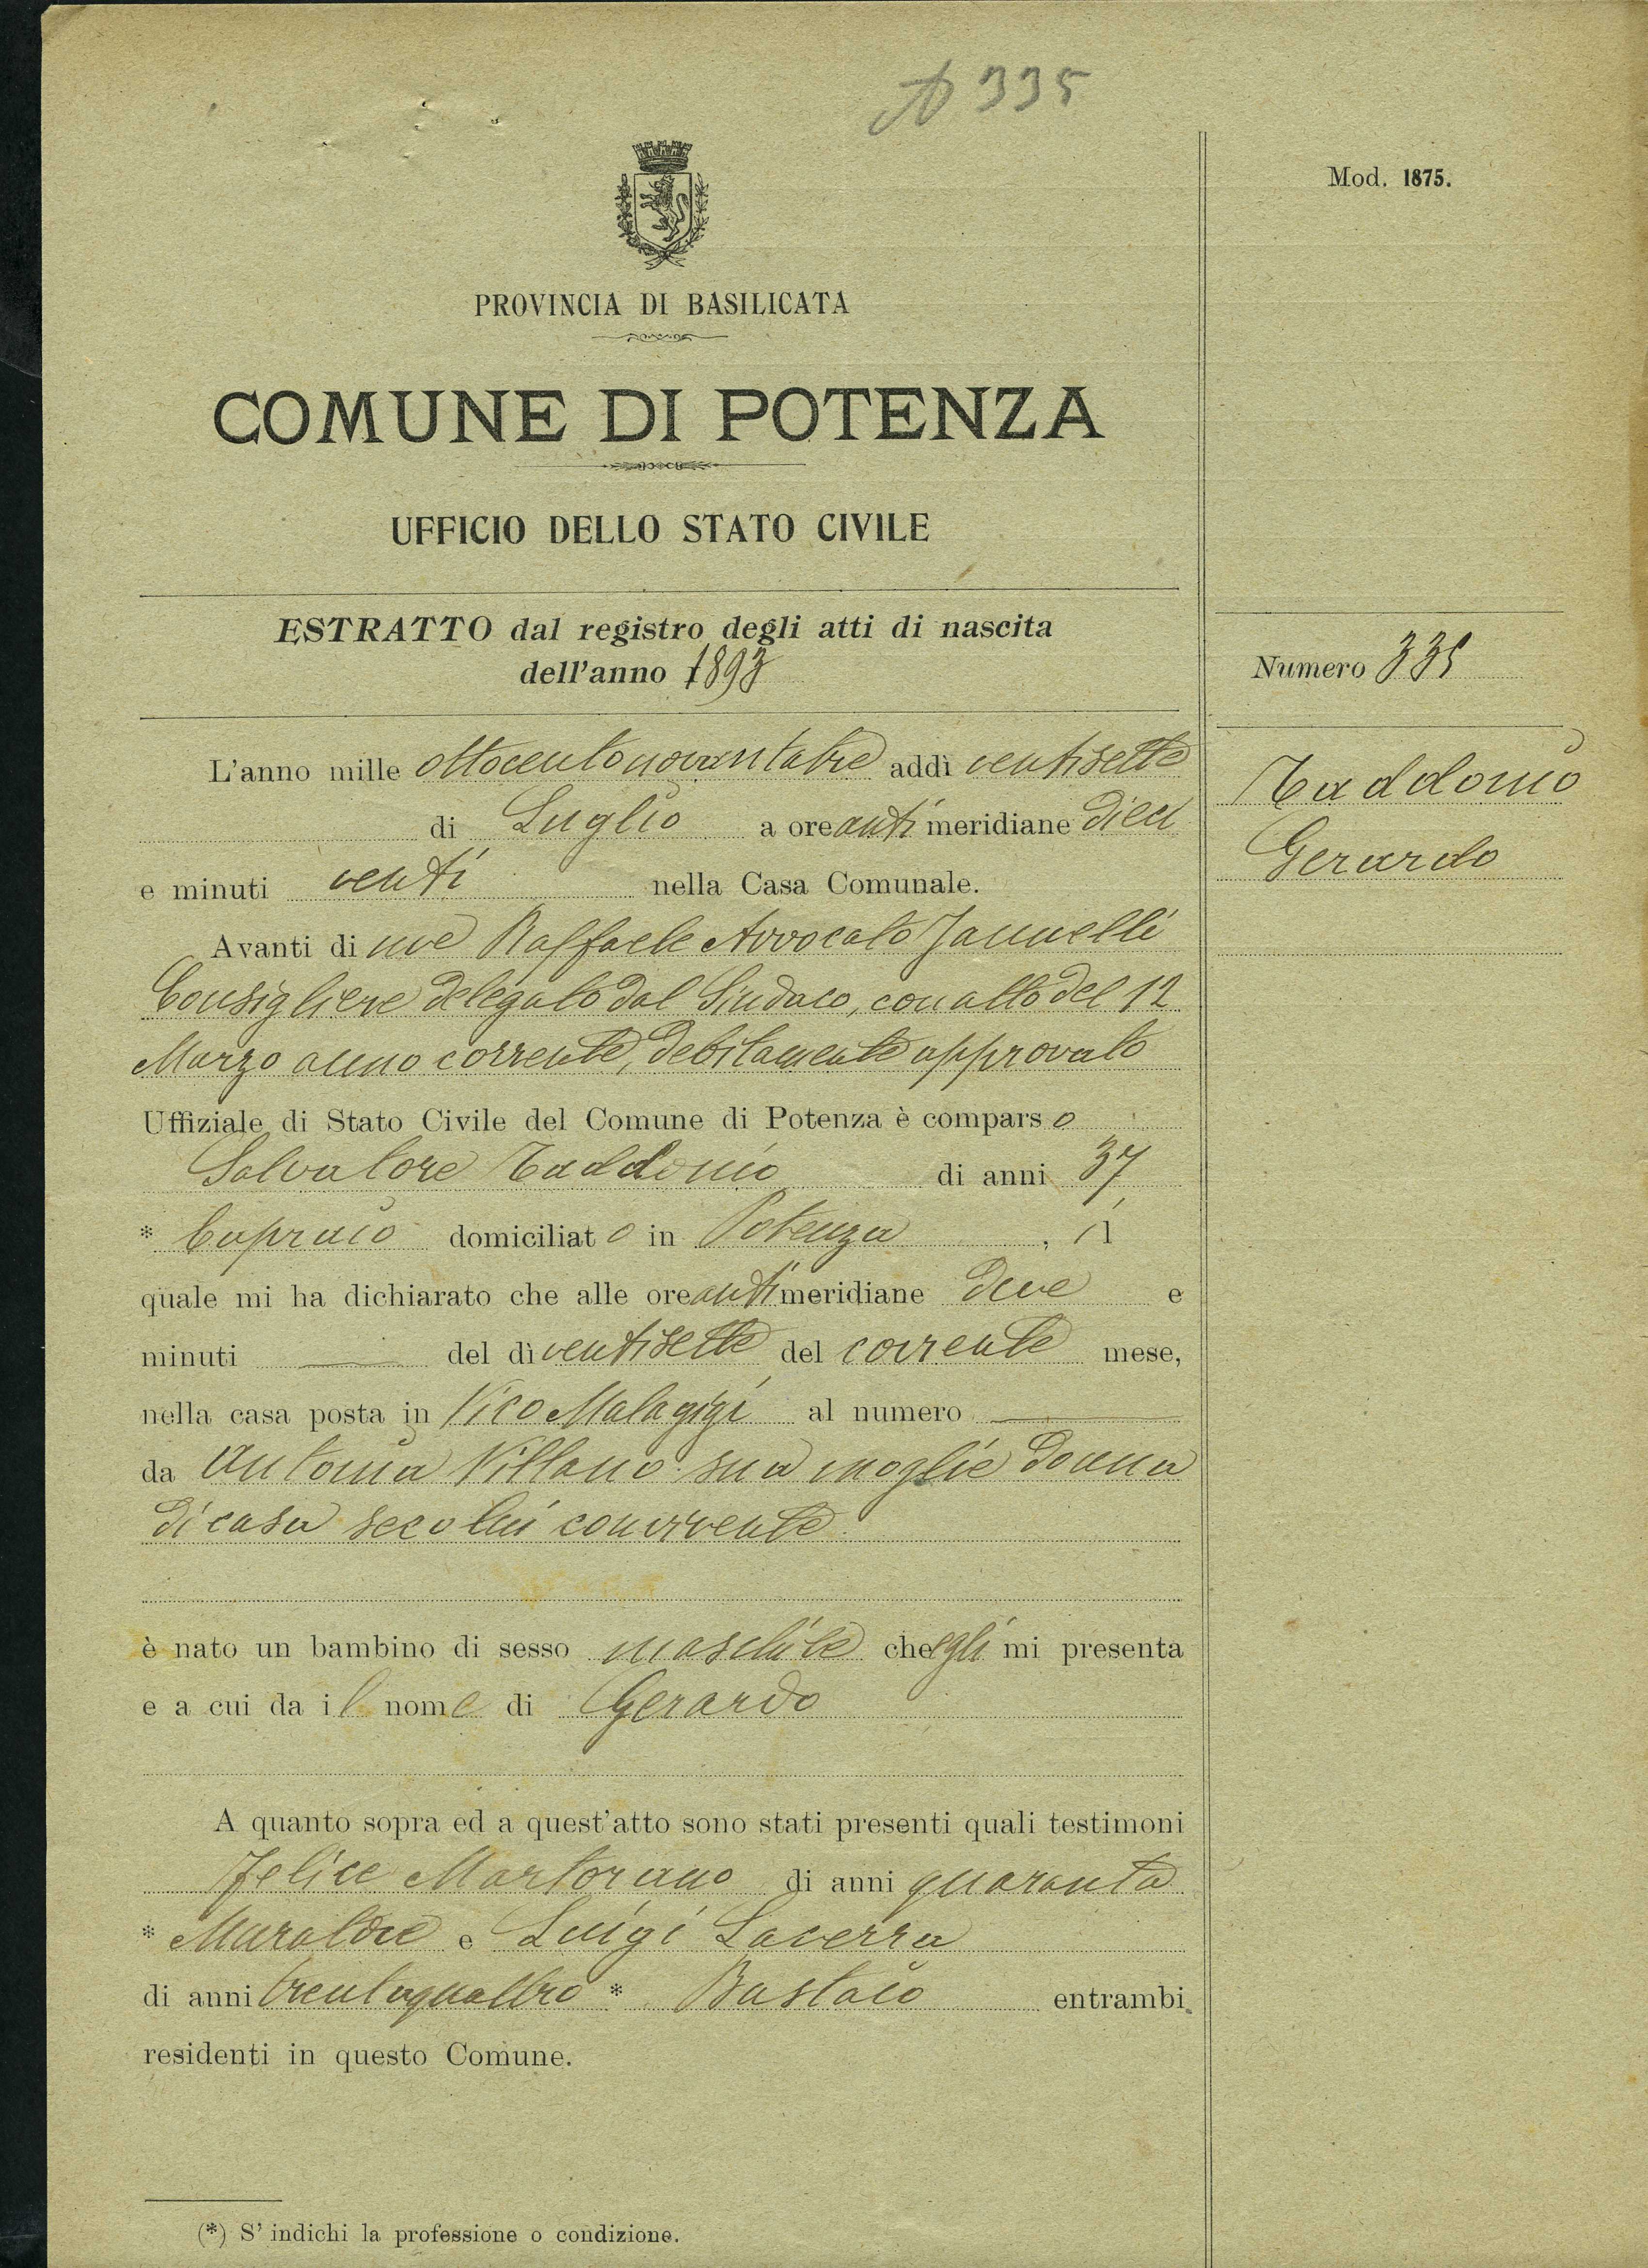 A 335
Mod. 1875.
PROVINCIA DI BASILICATA
COMUNE DI POTENZA
UFFICIO DELLO STATO CIVILE
ESTRATTO dal registro degli atti di nascita
dell'anno 1893
Numero 335
Taddonio
Gerardo
L'anno mille ottocentonovantatre addì ventisette
di Luglio a ore anti meridiane dieci
e minuti venti nella Casa Comunale.
Avanti di me Raffaele Avvocato Jannelli
Consigliere delegato dal Sindaco, con atto del 12
Marzo anno corrente, debitamente approvato
Uffiziale di Stato Civile del Comune di Potenza è comparso
Salvatore Taddonio di anni 37
* Capraio domiciliato in Potenza, il
quale mi ha dichiarato che alle ore antimeridiane due e
minuti — del dì ventisette del corrente mese,
nella casa posta in Vico Malagigi al numero —
da Antonia Villano sua moglie donna
di casa seco lui convivente
è nato un bambino di sesso maschile che egli mi presenta
e a cui da il nome di Gerardo
A quanto sopra ed a quest'atto sono stati presenti quali testimoni
Felice Martorano di anni quaranta
* Muratore e Luigi Lacerra
di anni trentaquattro * Bastaio entrambi
residenti in questo Comune.
(*) S' indichi la professione o condizione.